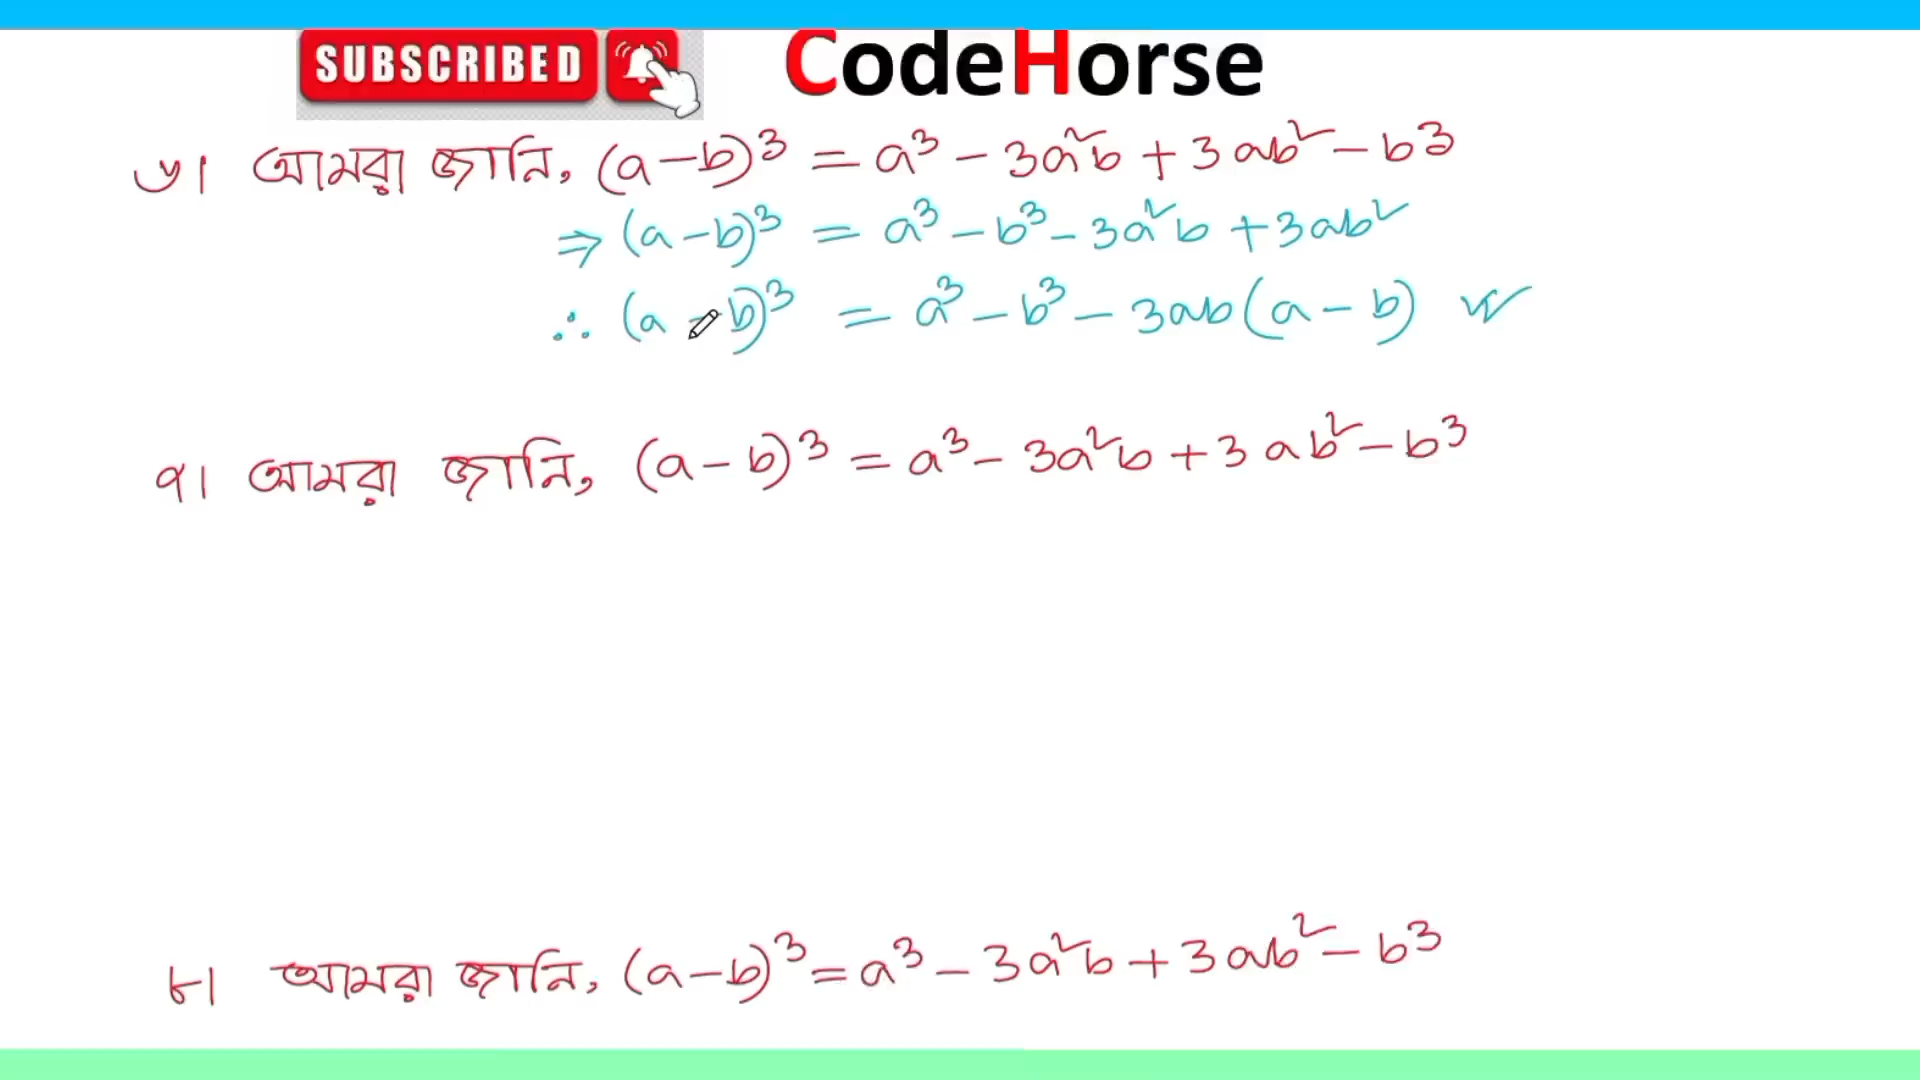 SUBSCRIBED CodeHorse
৬। আমরা জানি, (a-b)³ = a³ - 3a²b + 3ab² - b³
⇒ (a-b)³ = a³ - b³ - 3a²b + 3ab²
∴ (a-b)³ = a³ - b³ - 3ab(a-b)
৭। আমরা জানি, (a-b)³ = a³ - 3a²b + 3ab² - b³
৮। আমরা জানি, (a-b)³ = a³ - 3a²b + 3ab² - b³